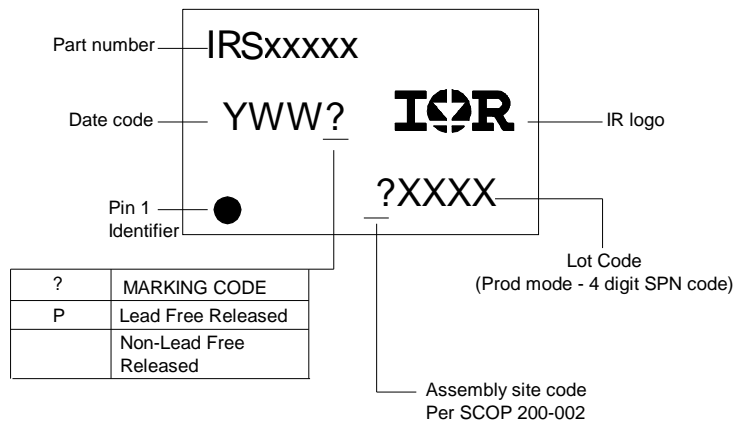 Part number
IRSxxxxx
Date code
YWW?
IOR
IR logo
?XXXX
Pin 1
Identifier
Lot Code
(Prod mode - 4 digit SPN code)
? MARKING CODE
P Lead Free Released
Non-Lead Free
Released
Assembly site code
Per SCOP 200-002